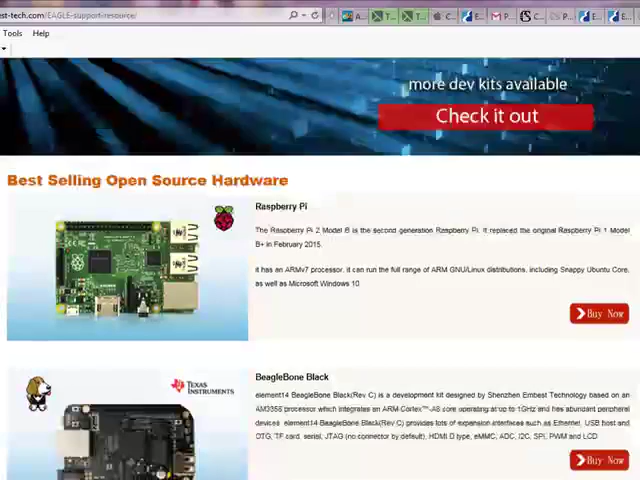 est-tech.com/EAGLE-support-resource/
Tools Help
more dev kits available
Check it out
Best Selling Open Source Hardware
Raspberry Pi
The Raspberry Pi 2 Model B is the second generation Raspberry Pi. It replaced the original Raspberry Pi 1 Model
B+ in February 2015.
it has an ARMv7 processor, it can run the full range of ARM GNU/Linux distributions, including Snappy Ubuntu Core,
as well as Microsoft Windows 10
Buy Now
BeagleBone Black
TEXAS
INSTRUMENTS
element14 BeagleBone Black(Rev C) is a development kit designed by Shenzhen Embest Technology based on an
AM3358 processor which integrates an ARM Cortex™-A8 core operating at up to 1GHz and has abundant peripheral
devices. element14 BeagleBone Black(Rev C) provides lots of expansion interfaces such as Ethernet, USB host and
OTG, TF card, serial, JTAG (no connector by default), HDMI D type, eMMC, ADC, I2C, SPI, PWM and LCD
Buy Now